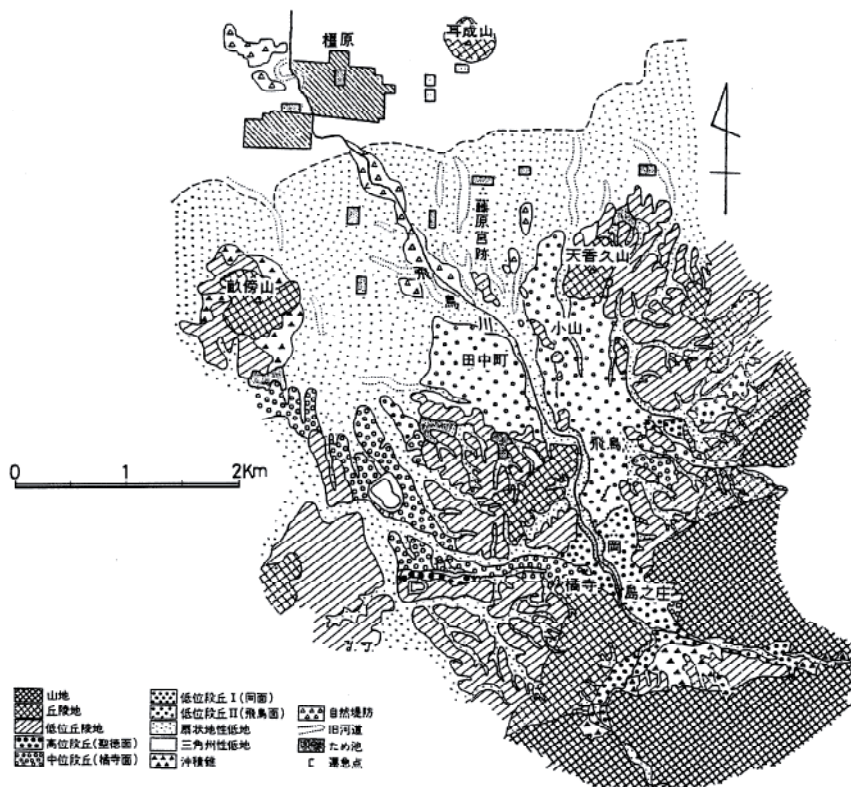 橿原
耳成山
藤原宮跡
天香久山
畝傍山
飛鳥川
小山
田中町
飛鳥
岡
橘寺
島之庄
0 1 2Km
山地
丘陵地
低位丘陵地
高位段丘(聖徳面)
中位段丘(橘寺面)
低位段丘I(岡面)
低位段丘II(飛鳥面)
扇状地性低地
三角州性低地
沖積錐
自然堤防
旧河道
ため池
遷急点